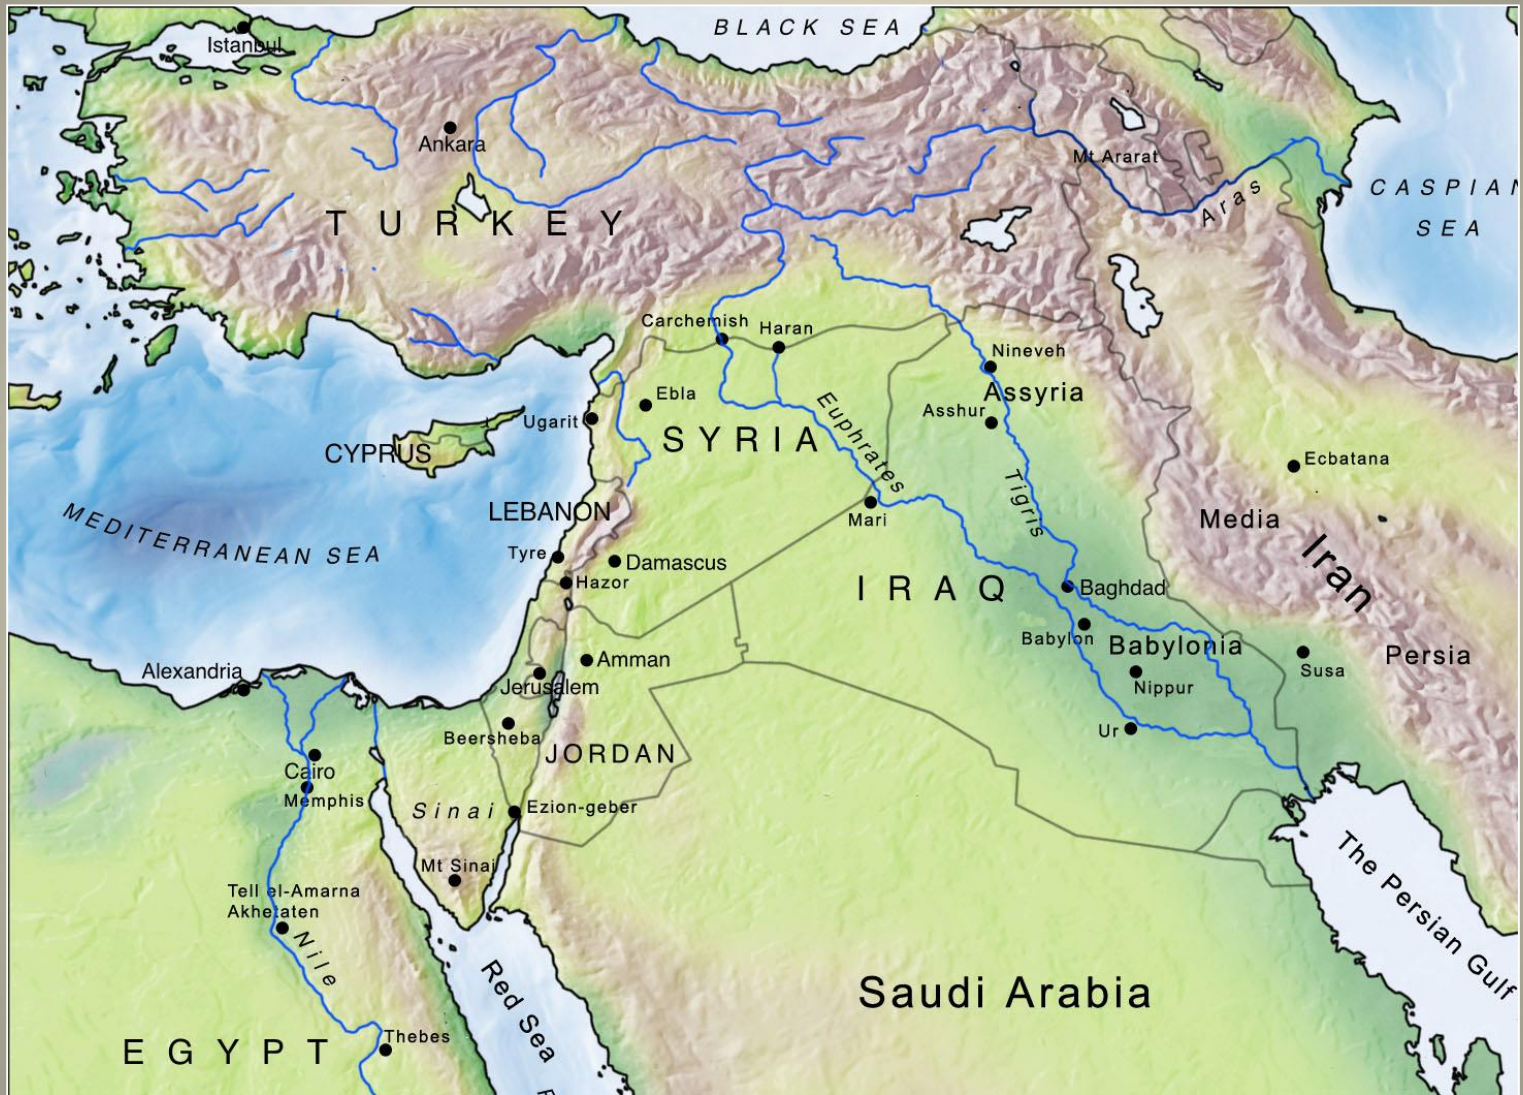 BLACK SEA
Istanbul
Ankara
Mt Ararat
CASPIAN
SEA
Aras
TURKEY
Carchemish
Haran
Nineveh
Assyria
Ebla
Asshur
Ugarit
SYRIA
Euphrates
CYPRUS
Ecbatana
Tigris
LEBANON
Mari
Media
MEDITERRANEAN SEA
Iran
Tyre
Damascus
Hazor
IRAQ
Baghdad
Babylon
Babylonia
Persia
Alexandria
Amman
Susa
Jerusalem
Nippur
Beersheba
Ur
JORDAN
Cairo
Memphis
Sinai
Ezion-geber
The Persian Gulf
Mt Sinai
Tell el-Amarna
Akhetaten
Nile
Red Sea
Saudi Arabia
Thebes
EGYPT